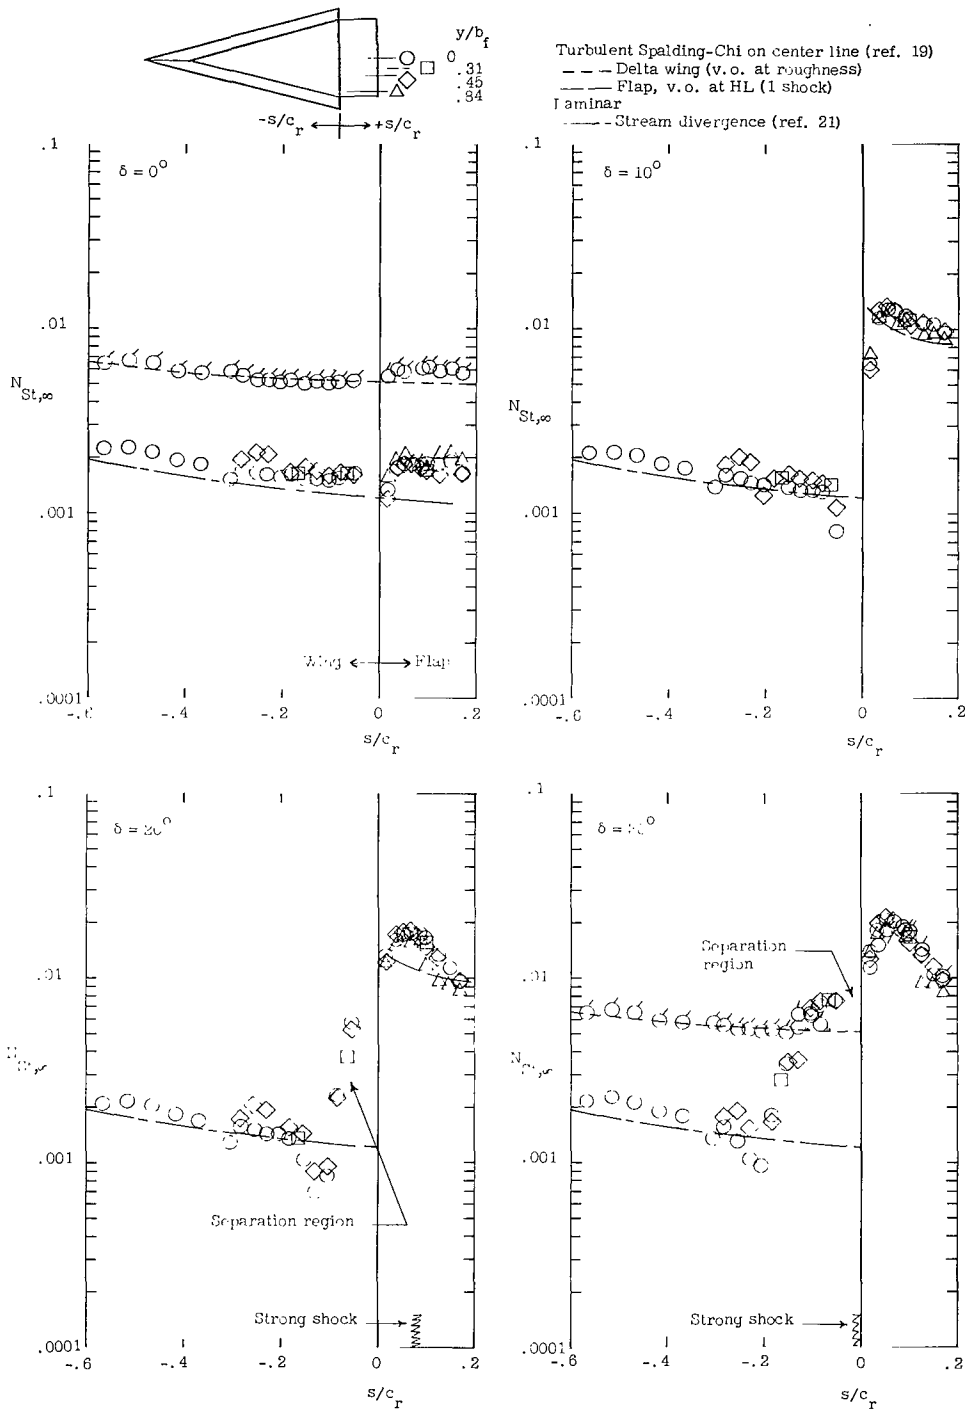 y/b_f
0
.31
.45
.84
-s/c_r +s/c_r
Turbulent Spalding-Chi on center line (ref. 19)
Delta wing (v.o. at roughness)
Flap, v.o. at HL (1 shock)
Laminar
Stream divergence (ref. 21)
.1
δ = 0°
.01
N_St,∞
.001
Wing Flap
.0001
-.6 -.4 -.2 0 .2
s/c_r
.1
δ = 10°
.01
N_St,∞
.001
.0001
-.6 -.4 -.2 0 .2
s/c_r
.1
δ = 20°
.01
.001
Separation region
Strong shock
.0001
-.6 -.4 -.2 0 .2
s/c_r
.1
Separation
region
.01
.001
Strong shock
.0001
-.6 -.4 -.2 0 .2
s/c_r